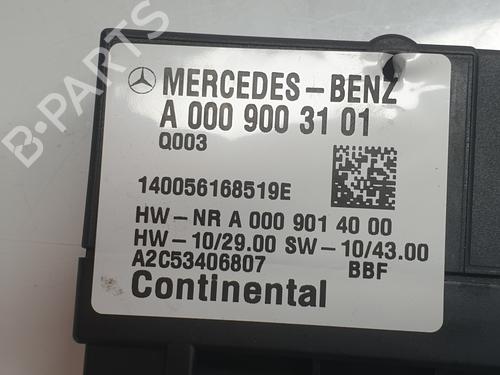 MERCEDES-BENZ
A 000 900 31 01
Q003
140056168519E
HW-NR A 000 901 40 00
HW-10/29.00 SW-10/43.00
A2C53406807 BBF
Continental
B-PARTS